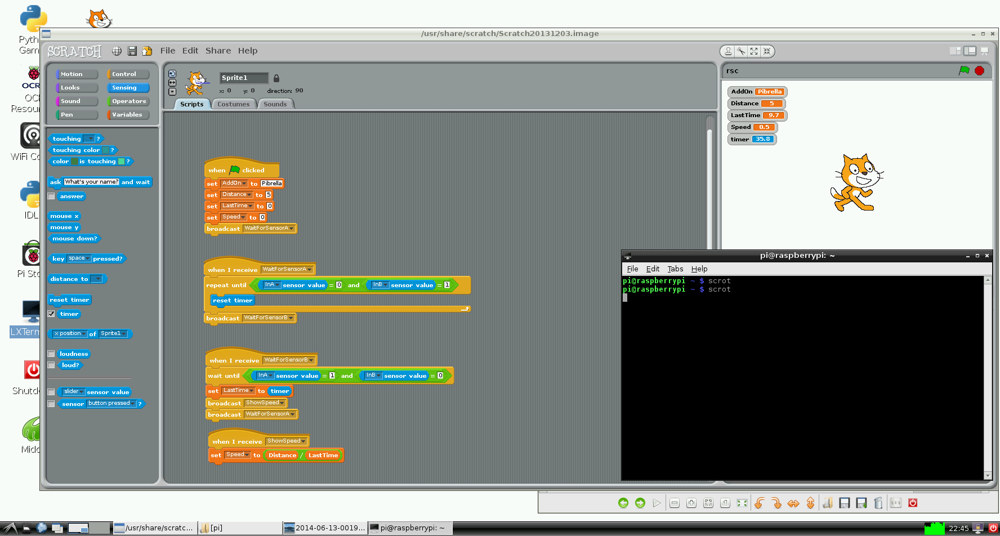 Pyth
Gam
OCR
OC
Resour
WiFi Co
IDL
Pi Sto
LXTerm
Shutd
Midd
/usr/share/scratch/Scratch20131203.image
SCRATCH
File Edit Share Help
Motion Control
Looks Sensing
Sound Operators
Pen Variables
touching ?
touching color ?
color is touching ?
ask What's your name? and wait
answer
mouse x
mouse y
mouse down?
key space pressed?
distance to
reset timer
timer
x position of Sprite1
loudness
loud?
slider sensor value
sensor button pressed ?
Sprite1
x: 0 y: 0 direction: 90
Scripts Costumes Sounds
when clicked
set AddOn to Pibrella
set Distance to 5
set LastTime to 0
set Speed to 0
broadcast WaitForSensorA
when I receive WaitForSensorA
repeat until InA sensor value = 0 and InB sensor value = 1
reset timer
broadcast WaitForSensorB
when I receive WaitForSensorB
wait until InA sensor value = 1 and InB sensor value = 0
set LastTime to timer
broadcast ShowSpeed
broadcast WaitForSensorA
when I receive ShowSpeed
set Speed to Distance / LastTime
rsc
AddOn Pibrella
Distance 5
LastTime 9.7
Speed 0.5
timer 35.8
pi@raspberrypi: ~
File Edit Tabs Help
pi@raspberrypi ~ $ scrot
pi@raspberrypi ~ $ scrot
/usr/share/scratc...
[pi]
2014-06-13-0019...
pi@raspberrypi: ~
22:45